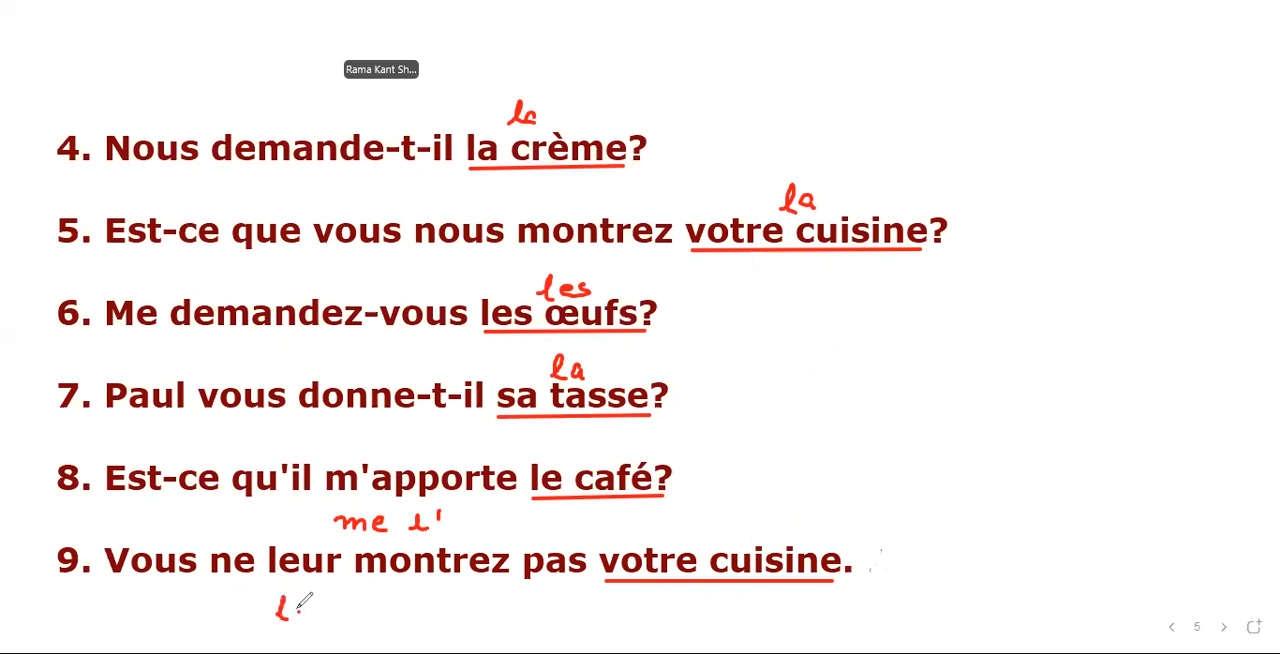 Rama Kant Sh...
la
4. Nous demande-t-il la crème?
la
5. Est-ce que vous nous montrez votre cuisine?
les
6. Me demandez-vous les œufs?
la
7. Paul vous donne-t-il sa tasse?
8. Est-ce qu'il m'apporte le café?
me l'
9. Vous ne leur montrez pas votre cuisine.
l
5